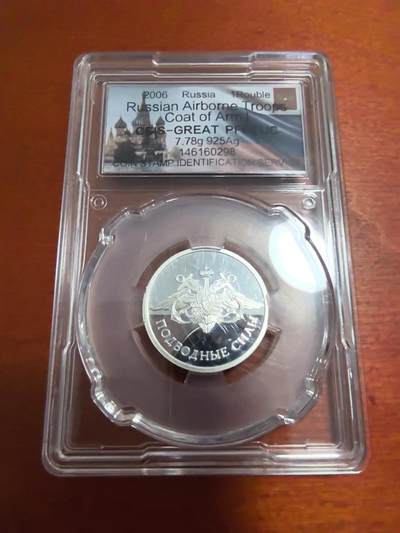 2006 Russia 1Rouble
Russian Airborne Troops
Coat of Arm
-GREAT
7.78g 925Ag
146160298
COIN STAMP IDENTIFICATION SERVICE
ПОДВОДНЫЕ СИЛЫ